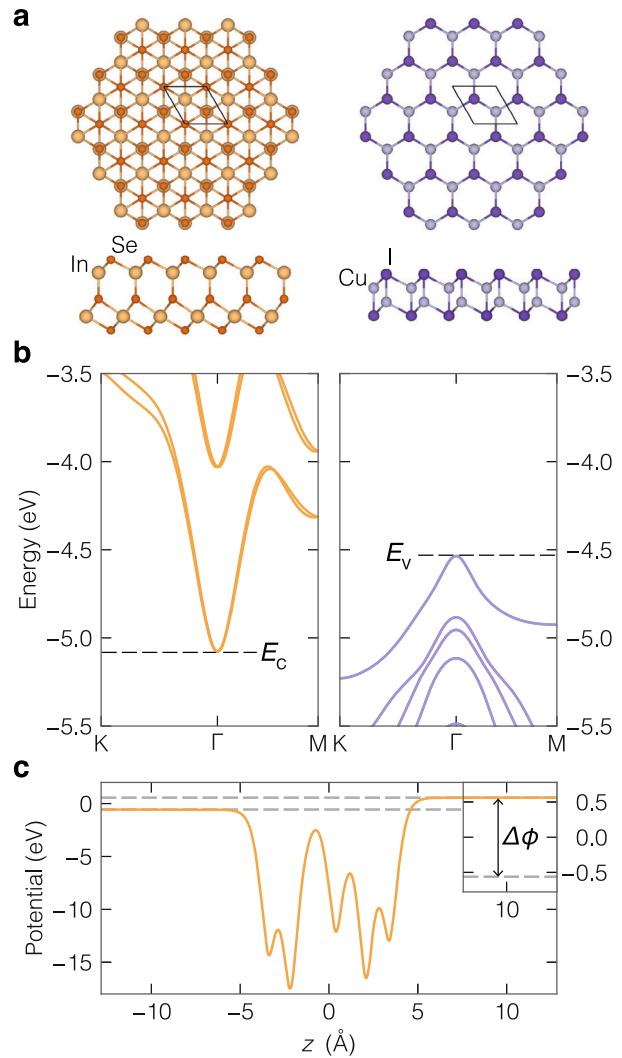 a
Se
In
I
Cu
b
−3.5
−4.0
−4.5
−5.0
−5.5
Energy (eV)
E_C
K
Γ
M
E_V
−3.5
−4.0
−4.5
−5.0
−5.5
K
Γ
M
c
0
−5
−10
−15
Potential (eV)
Δϕ
0.5
0.0
−0.5
10
−10
−5
0
5
10
z (Å)